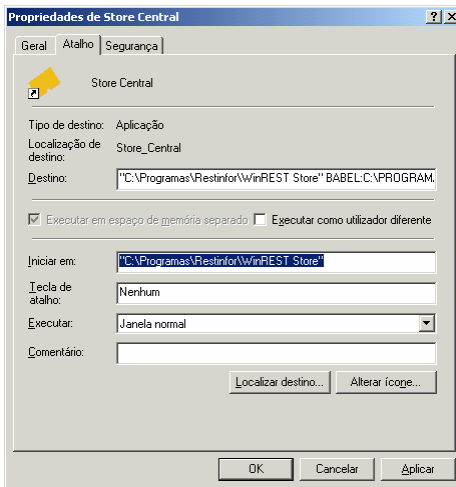 Propriedades de Store Central
Geral Atalho Segurança
Store Central
Tipo de destino: Aplicação
Localização de destino: Store_Central
Destino: "C:\Programas\Restinfor\WinREST Store" BABEL:C:\PROGRAM.
Executar em espaço de memória separado Executar como utilizador diferente
Iniciar em: "C:\Programas\Restinfor\WinREST Store"
Tecla de atalho: Nenhum
Executar: Janela normal
Comentário:
Localizar destino... Alterar ícone...
OK Cancelar Aplicar